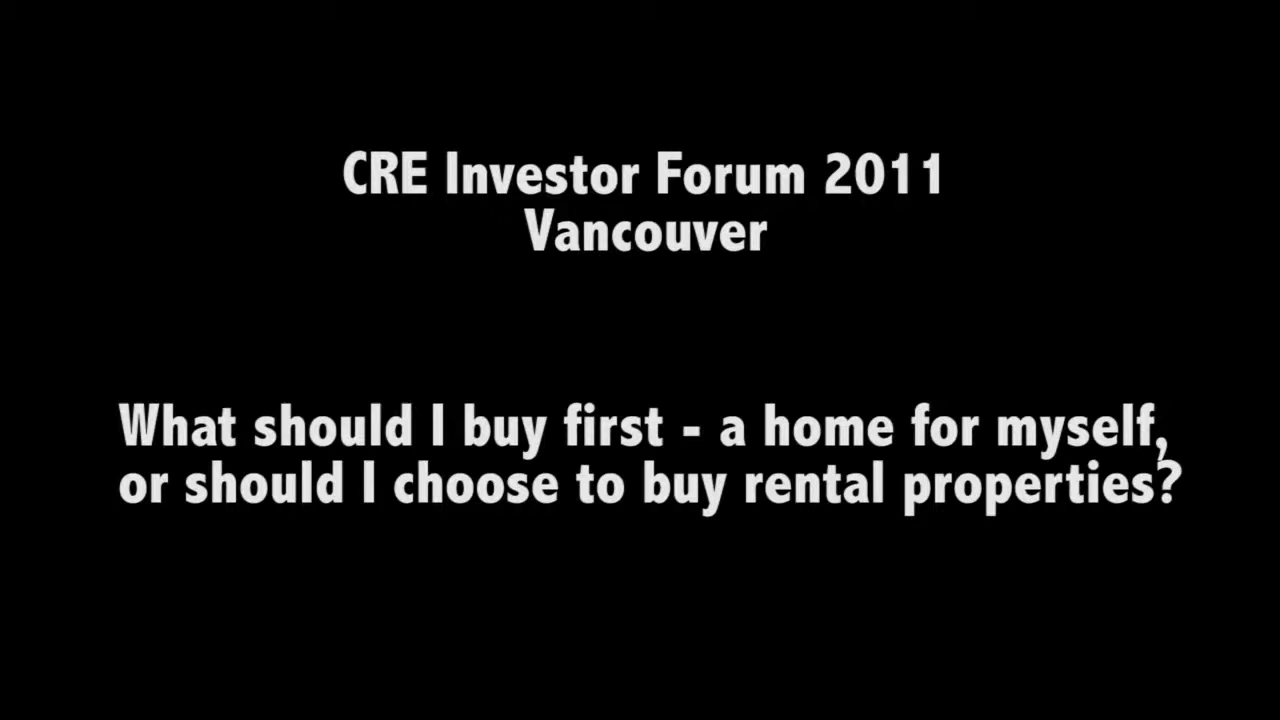 CRE Investor Forum 2011
Vancouver
What should I buy first - a home for myself,
or should I choose to buy rental properties?